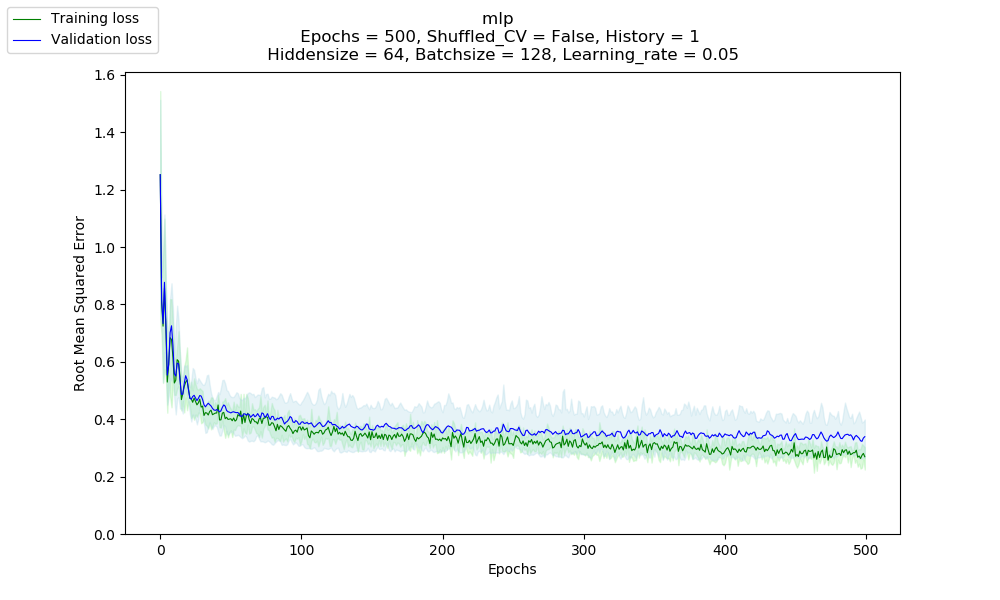 Training loss
Validation loss
mlp
Epochs = 500, Shuffled_CV = False, History = 1
Hiddensize = 64, Batchsize = 128, Learning_rate = 0.05
1.6
1.4
1.2
1.0
0.8
0.6
0.4
0.2
0.0
Root Mean Squared Error
0 100 200 300 400 500
Epochs